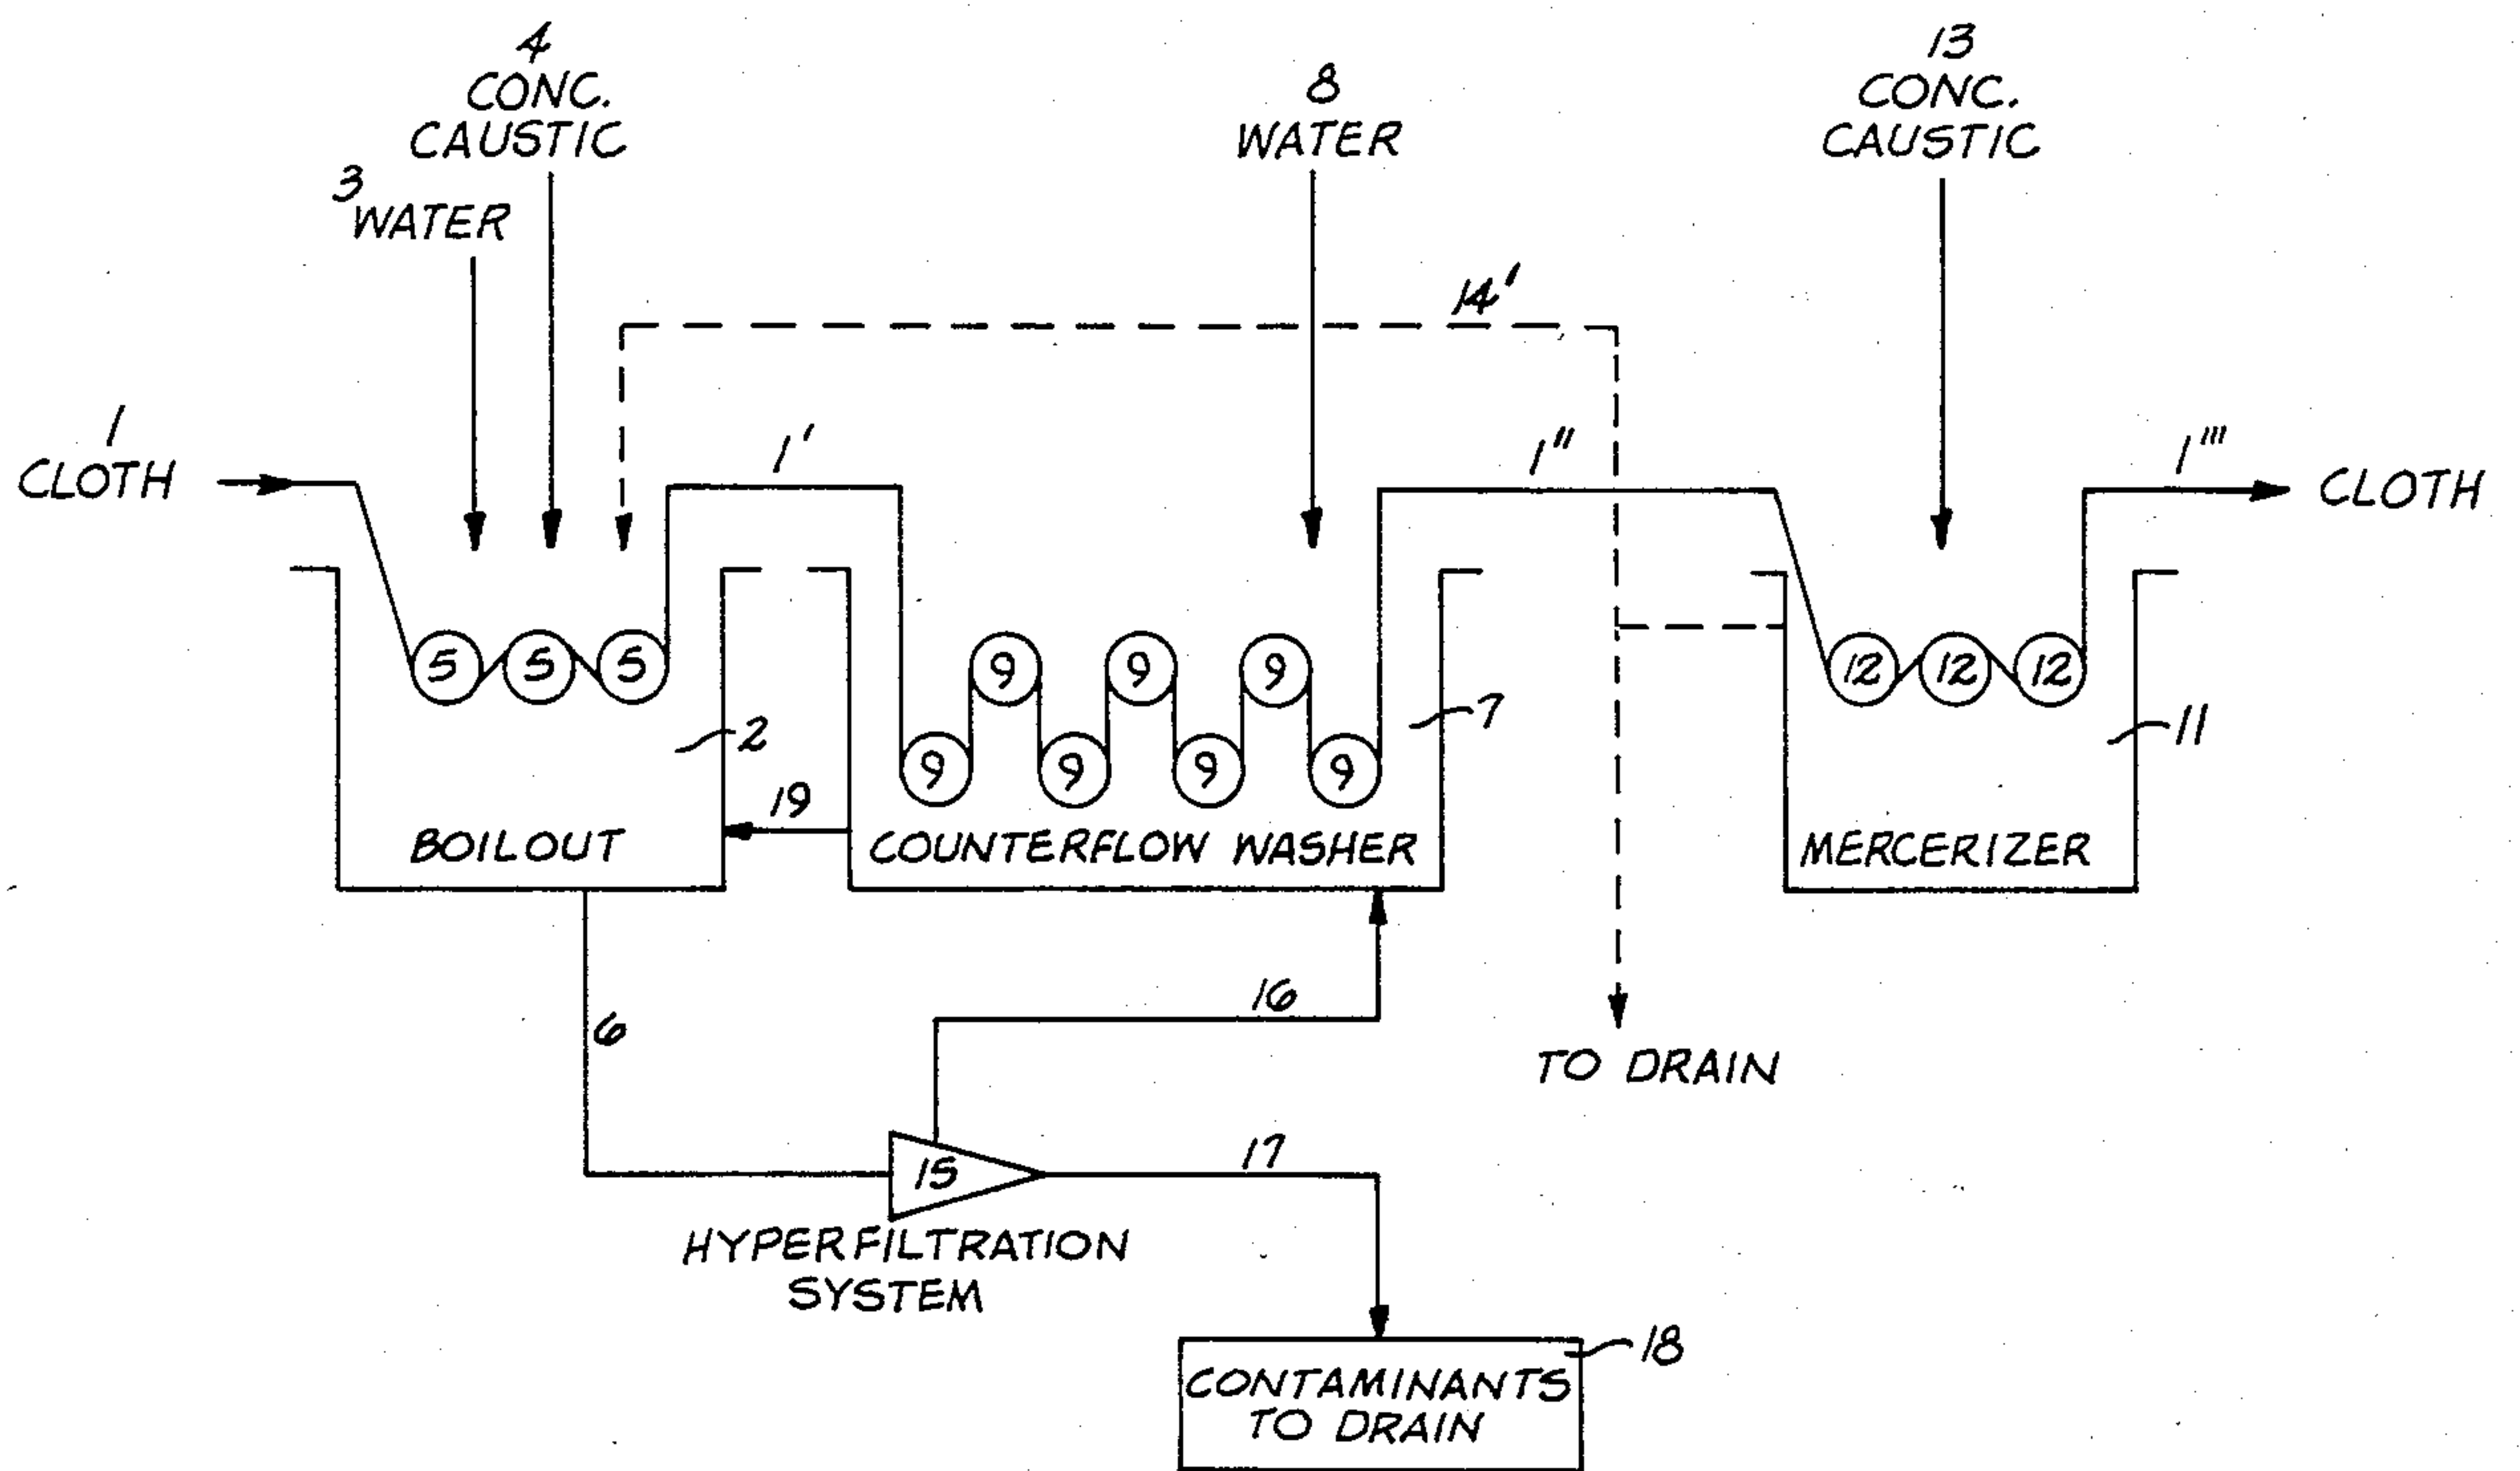 4
CONC.
CAUSTIC
3
WATER
8
WATER
13
CONC.
CAUSTIC
14'
1
CLOTH
1'
1"
1'''
CLOTH
5 5 5
9 9 9
9 9 9 9
12 12 12
2
7
11
19
BOILOUT
COUNTERFLOW WASHER
MERCERIZER
6
16
TO DRAIN
15
17
HYPERFILTRATION
SYSTEM
18
CONTAMINANTS
TO DRAIN